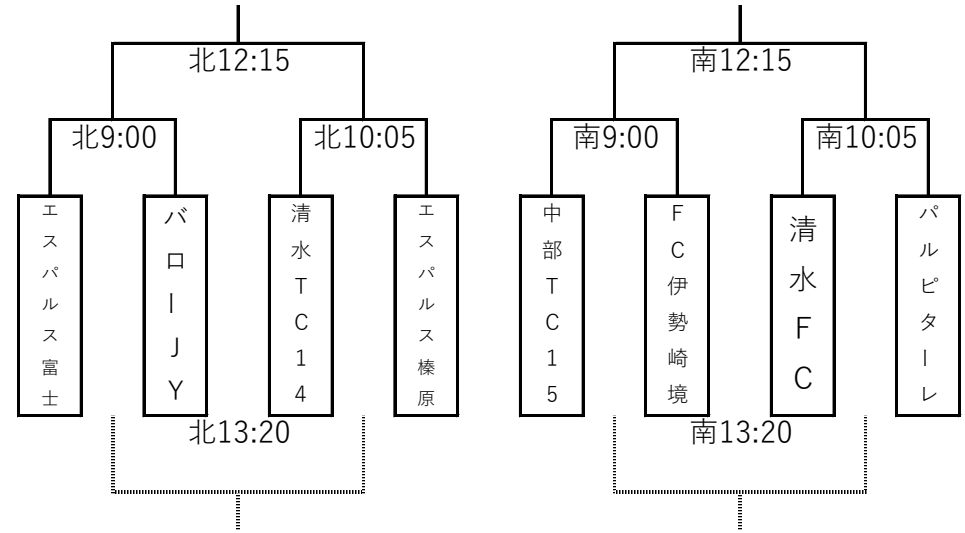 北12:15
南12:15
北9:00
北10:05
南9:00
南10:05
エスパルス富士
バローJY
清水TC14
エスパルス榛原
中部TC15
FC伊勢崎境
清水FC
パルピターレ
北13:20
南13:20